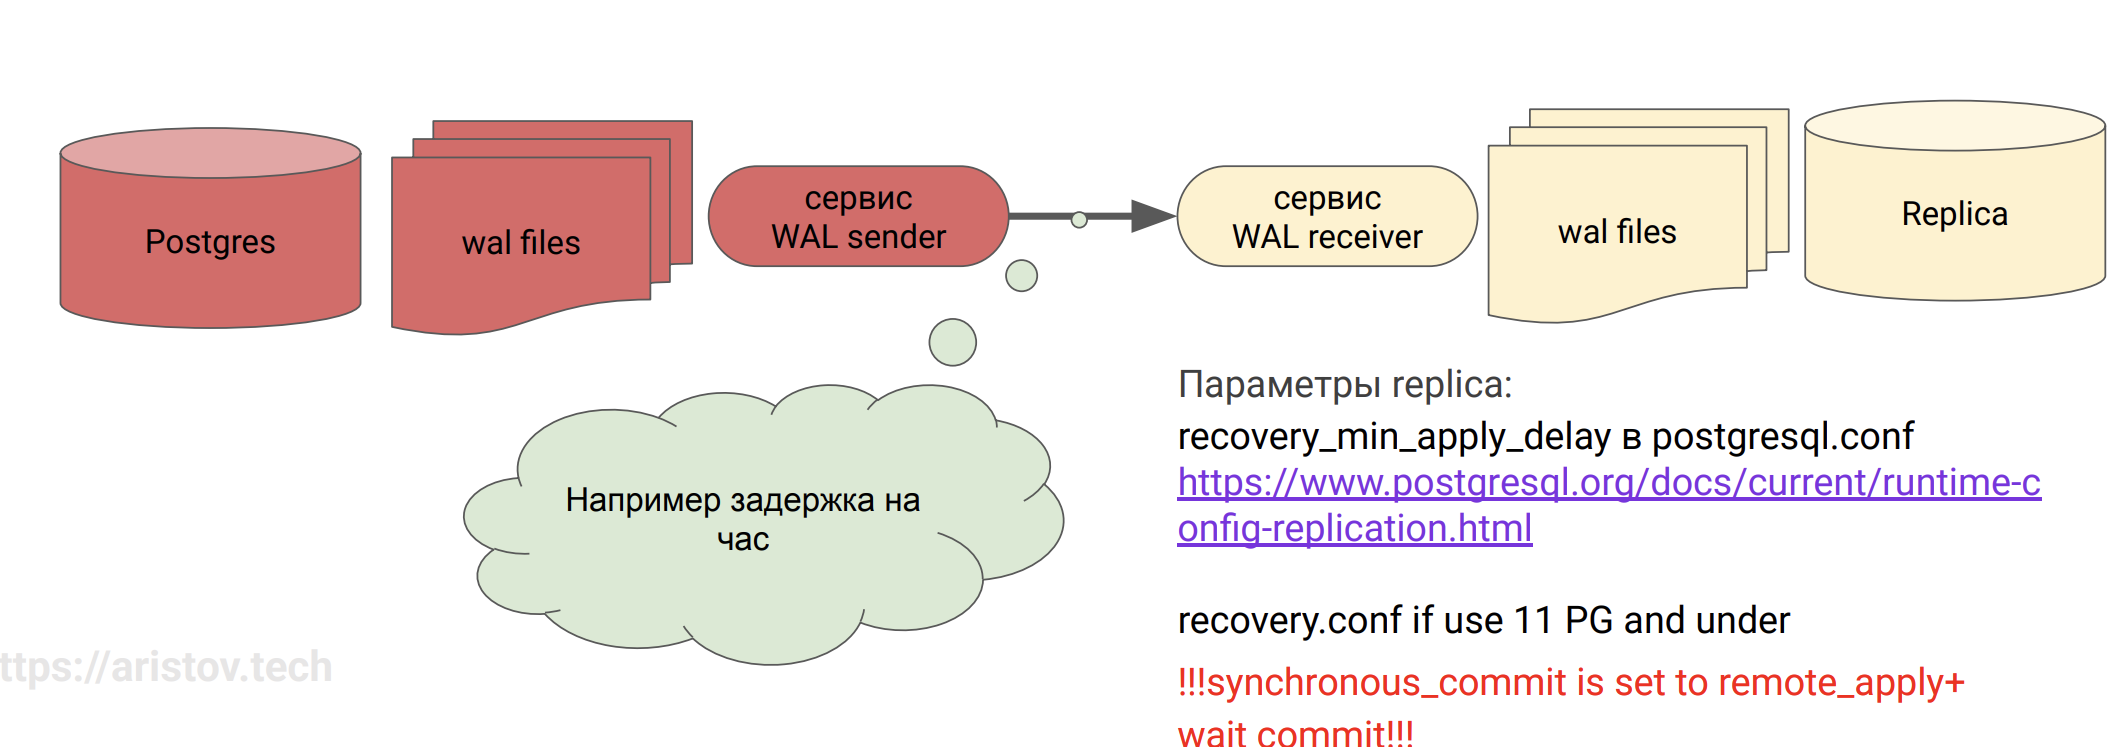 Postgres
wal files
сервис
WAL sender
сервис
WAL receiver
wal files
Replica
Например задержка на
час
Параметры replica:
recovery_min_apply_delay в postgresql.conf
https://www.postgresql.org/docs/current/runtime-c
onfig-replication.html
recovery.conf if use 11 PG and under
!!!synchronous_commit is set to remote_apply+
wait commit!!!
ttps://aristov.tech